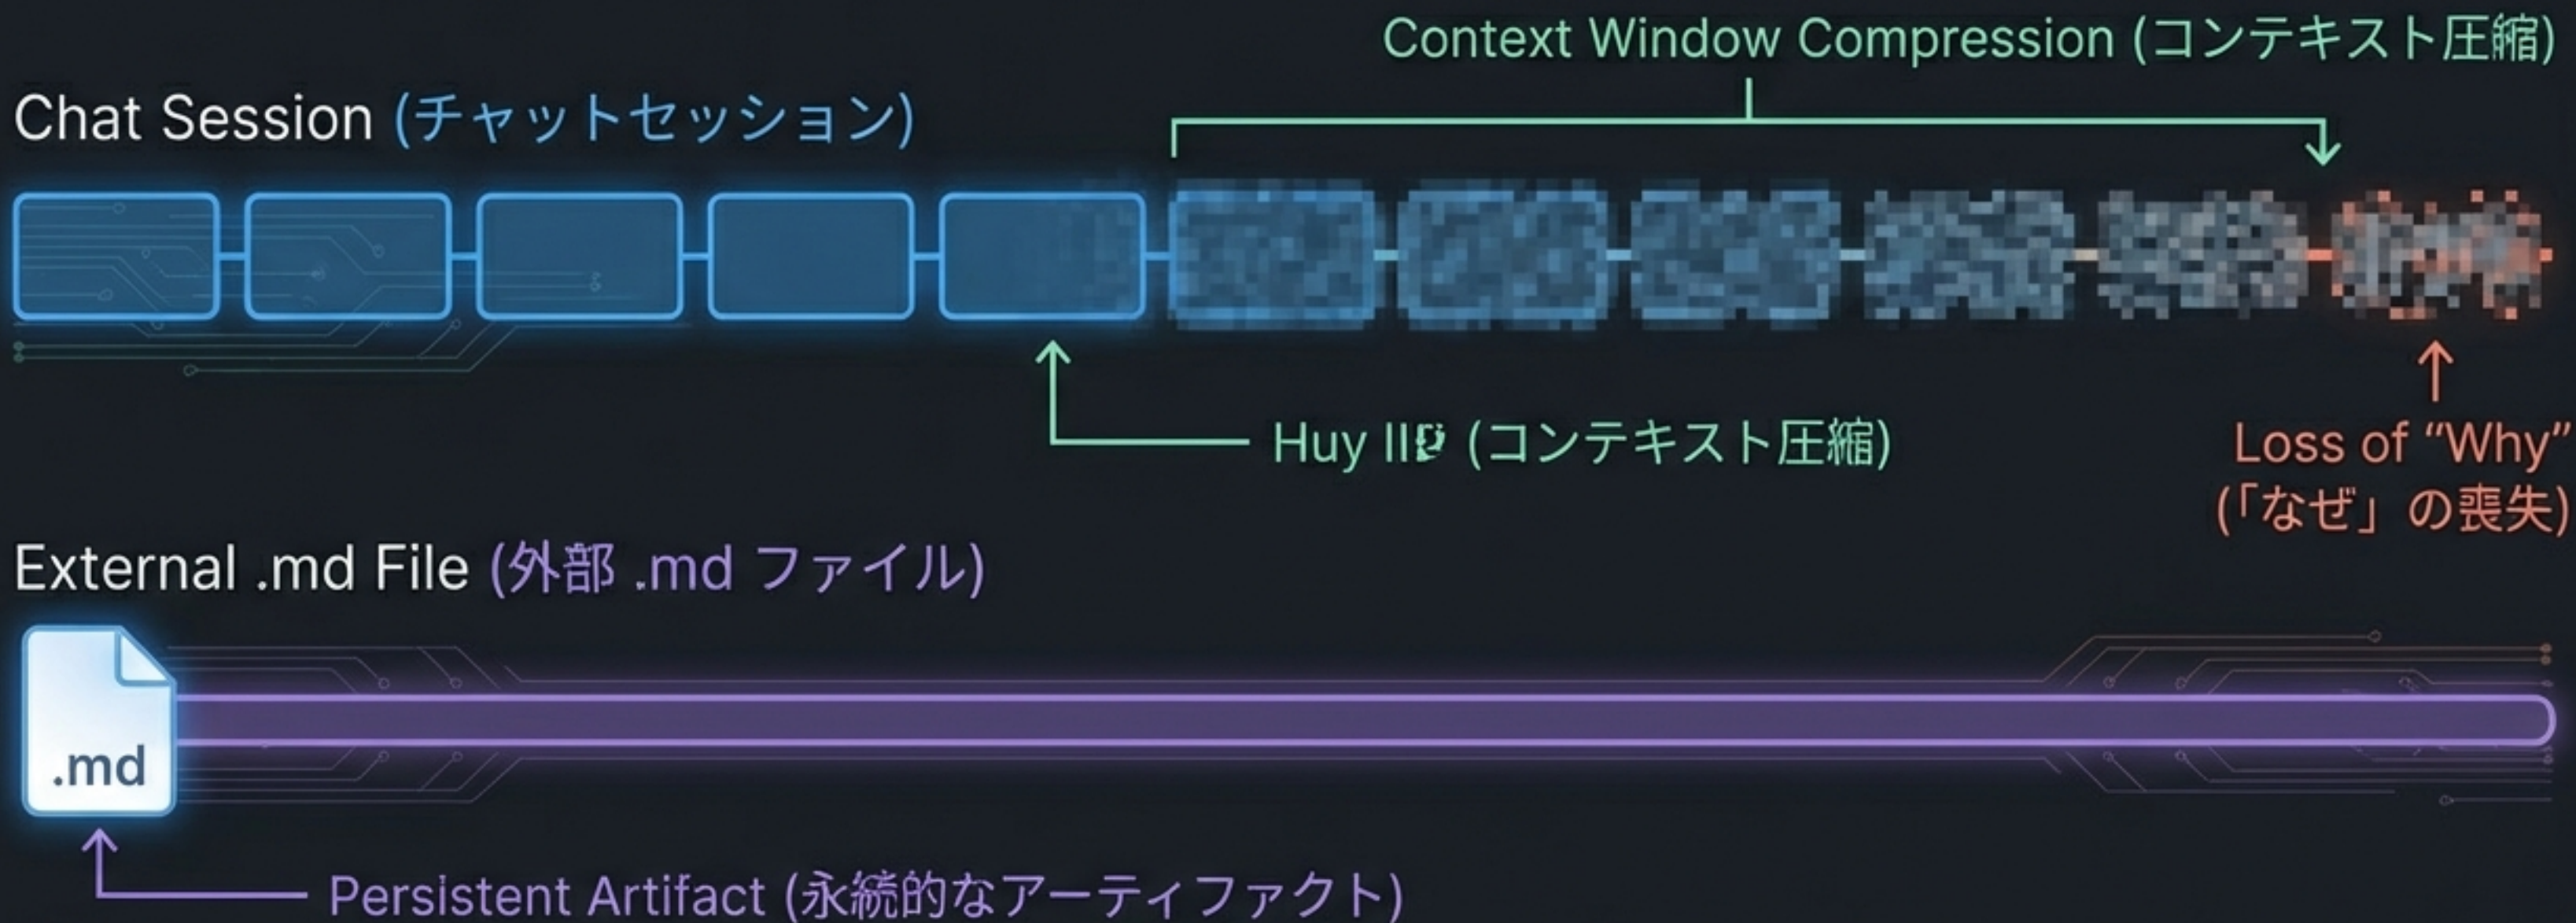 Context Window Compression (コンテキスト圧縮)
Chat Session (チャットセッション)
Huy (コンテキスト圧縮)
Loss of “Why”
(「なぜ」の喪失)
External .md File (外部 .md ファイル)
.md
Persistent Artifact (永続的なアーティファクト)